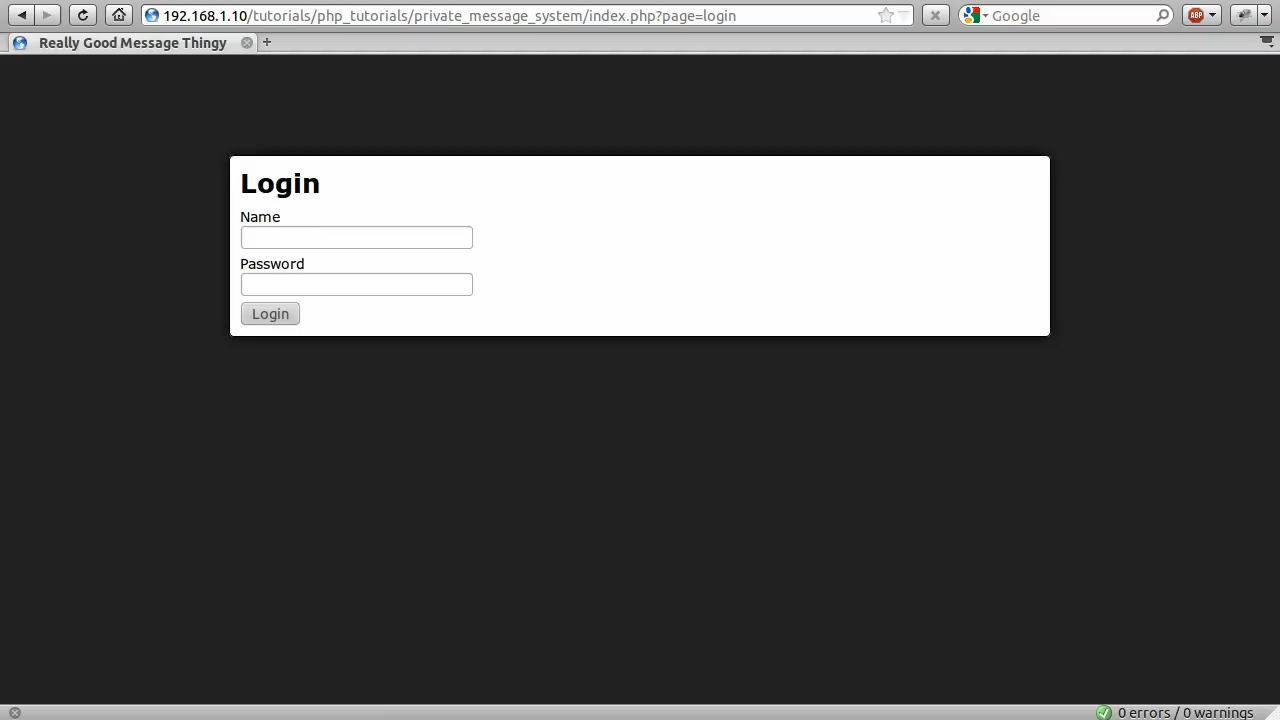 192.168.1.10/tutorials/php_tutorials/private_message_system/index.php?page=login
Google
ABP
Really Good Message Thingy
Login
Name
Password
Login
0 errors / 0 warnings